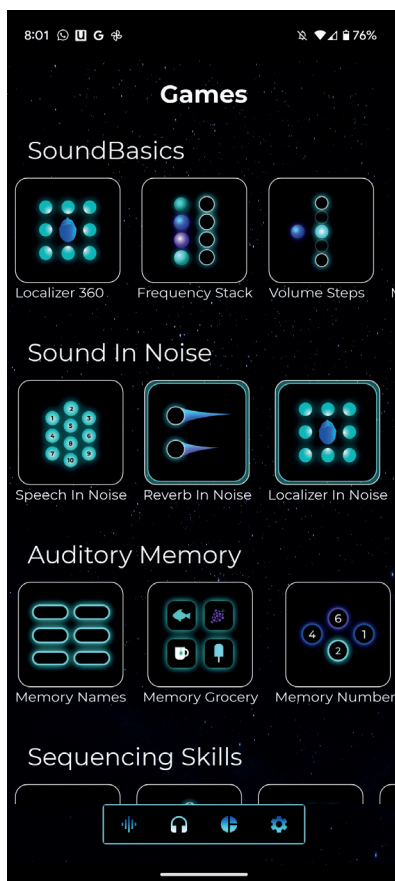 8:01 U G 76%
Games
SoundBasics
Localizer 360 Frequency Stack Volume Steps
Sound In Noise
2
1 3
5
4 6
8
7 9
10
Speech In Noise Reverb In Noise Localizer In Noise
Auditory Memory
6
4 1
2
Memory Names Memory Grocery Memory Number
Sequencing Skills